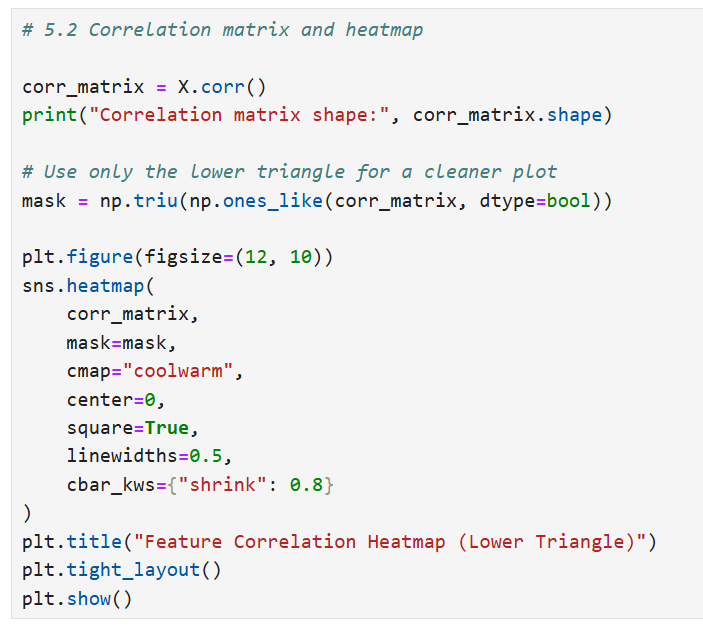 # 5.2 Correlation matrix and heatmap

corr_matrix = X.corr()
print("Correlation matrix shape:", corr_matrix.shape)

# Use only the lower triangle for a cleaner plot
mask = np.triu(np.ones_like(corr_matrix, dtype=bool))

plt.figure(figsize=(12, 10))
sns.heatmap(
    corr_matrix,
    mask=mask,
    cmap="coolwarm",
    center=0,
    square=True,
    linewidths=0.5,
    cbar_kws={"shrink": 0.8}
)
plt.title("Feature Correlation Heatmap (Lower Triangle)")
plt.tight_layout()
plt.show()